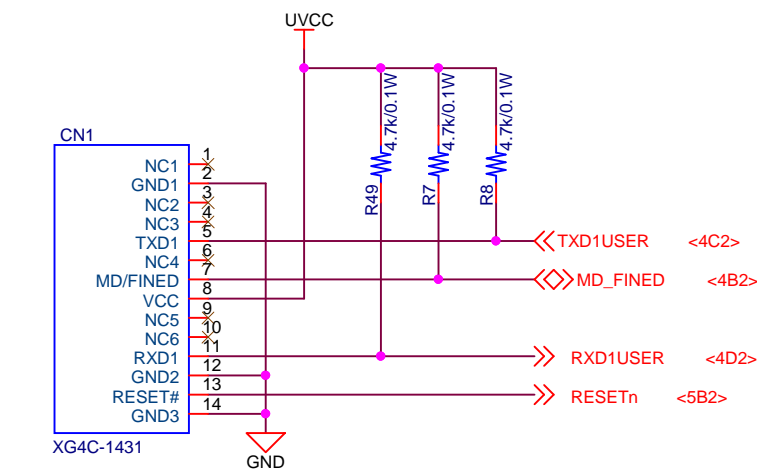 UVCC
4.7k/0.1W
4.7k/0.1W
4.7k/0.1W
R49
R7
R8
CN1
NC1 1
GND1 2
NC2 3
NC3 4
TXD1 5
TXD1USER <4C2>
NC4 6
MD/FINED 7
MD_FINED <4B2>
VCC 8
NC5 9
NC6 10
RXD1 11
RXD1USER <4D2>
GND2 12
RESET# 13
RESETn <5B2>
GND3 14
XG4C-1431
GND